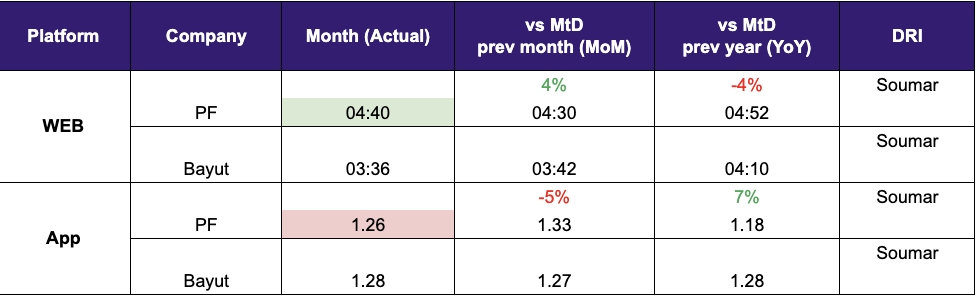 Platform Company Month (Actual) vs MtD prev month (MoM) vs MtD prev year (YoY) DRI
4% -4% Soumar
WEB PF 04:40 04:30 04:52
Soumar
Bayut 03:36 03:42 04:10
-5% 7% Soumar
App PF 1.26 1.33 1.18
Soumar
Bayut 1.28 1.27 1.28